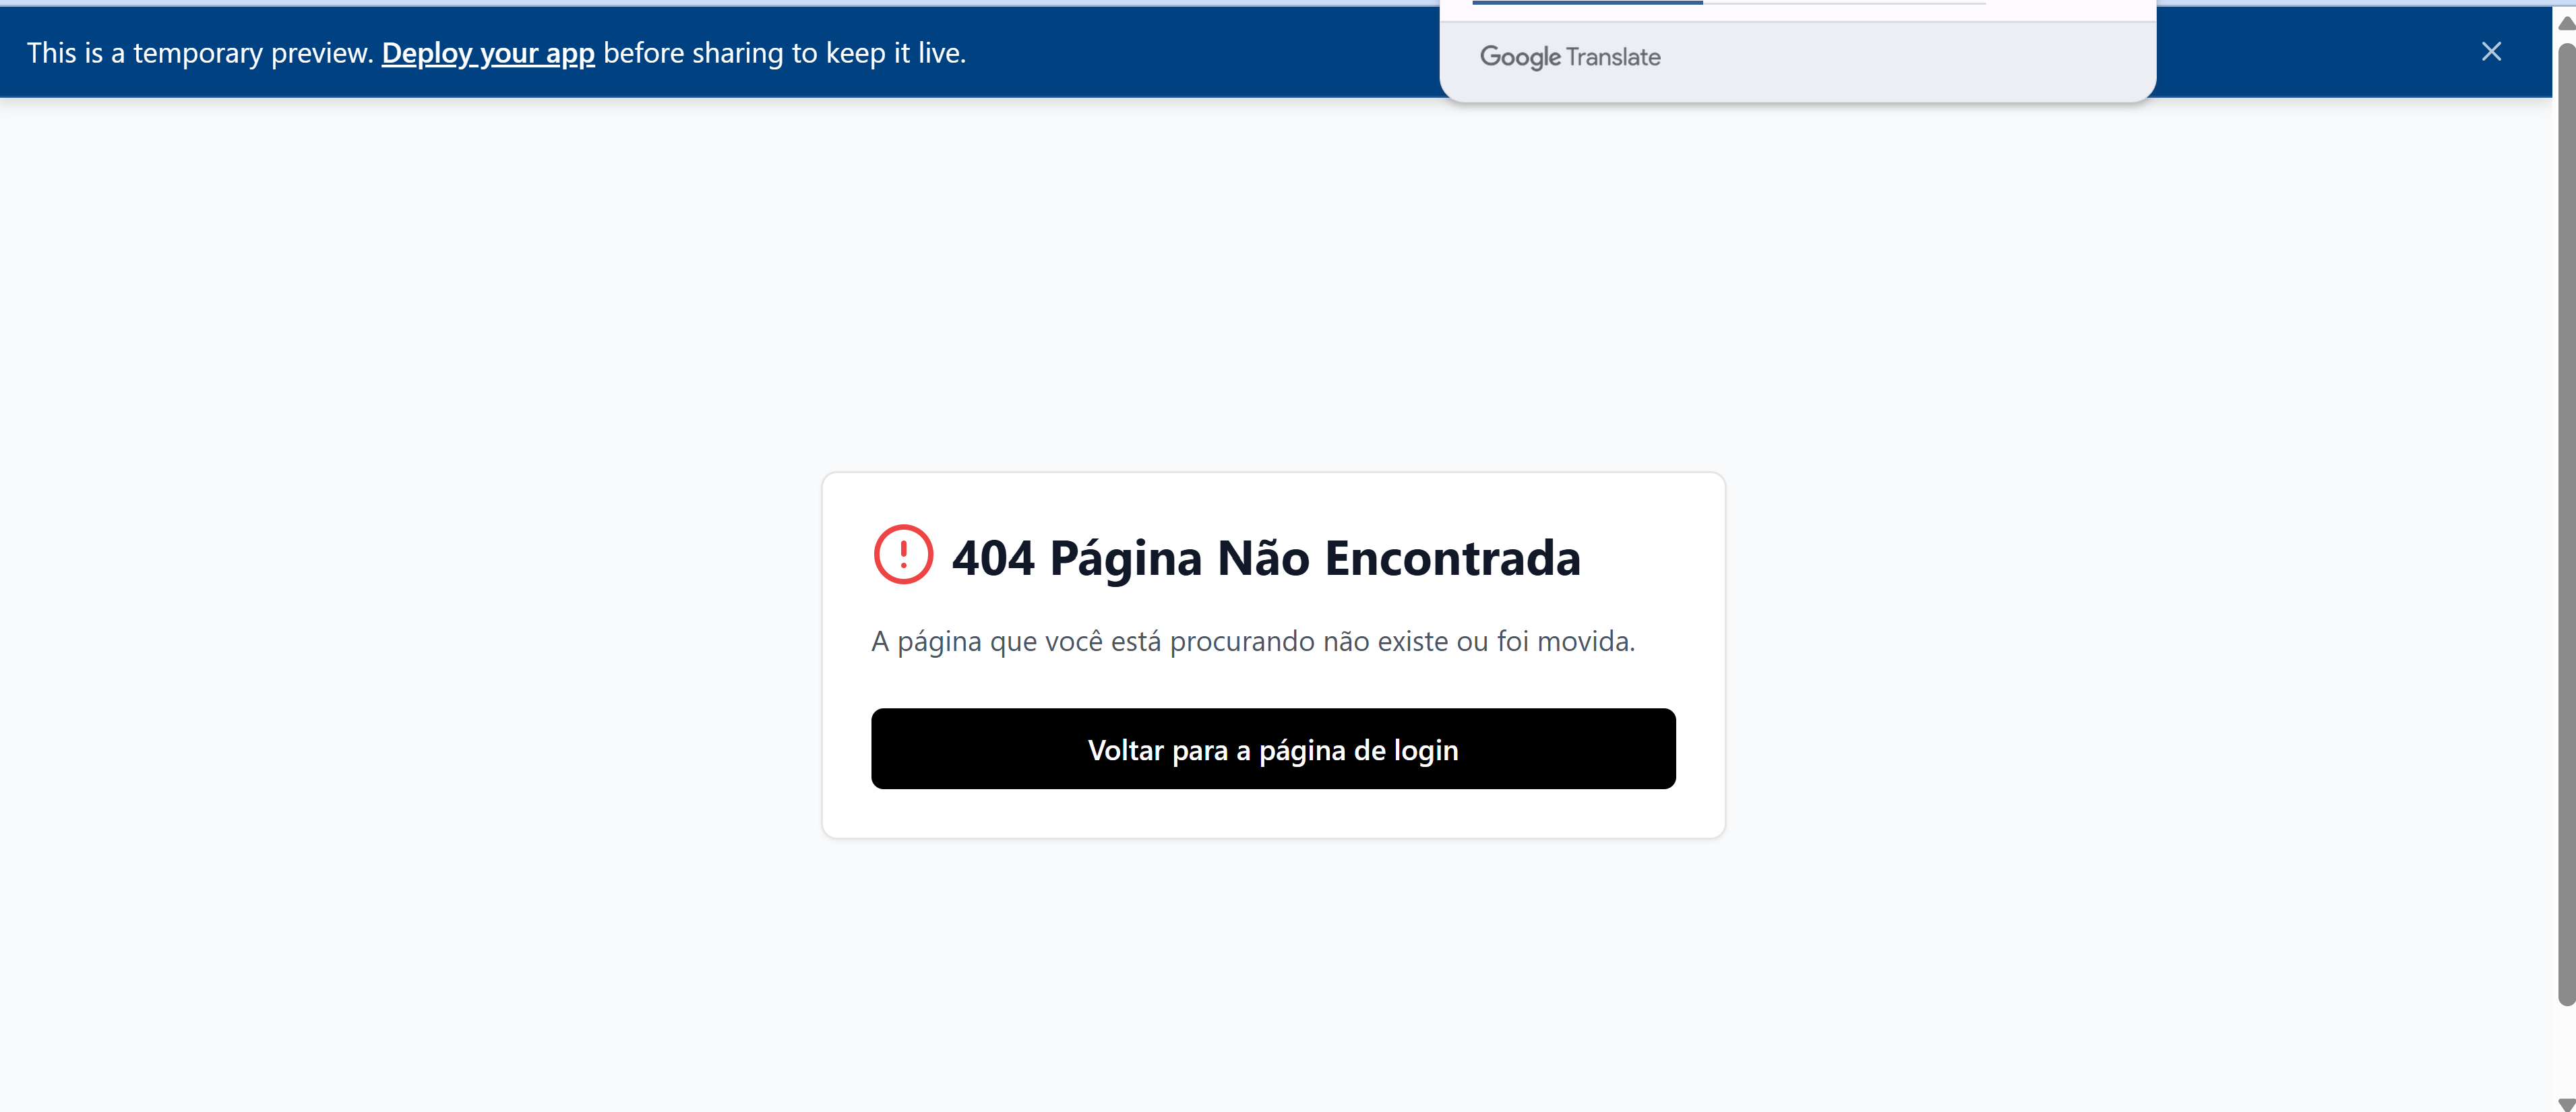 This is a temporary preview. Deploy your app before sharing to keep it live.
Google Translate
404 Página Não Encontrada
A página que você está procurando não existe ou foi movida.
Voltar para a página de login